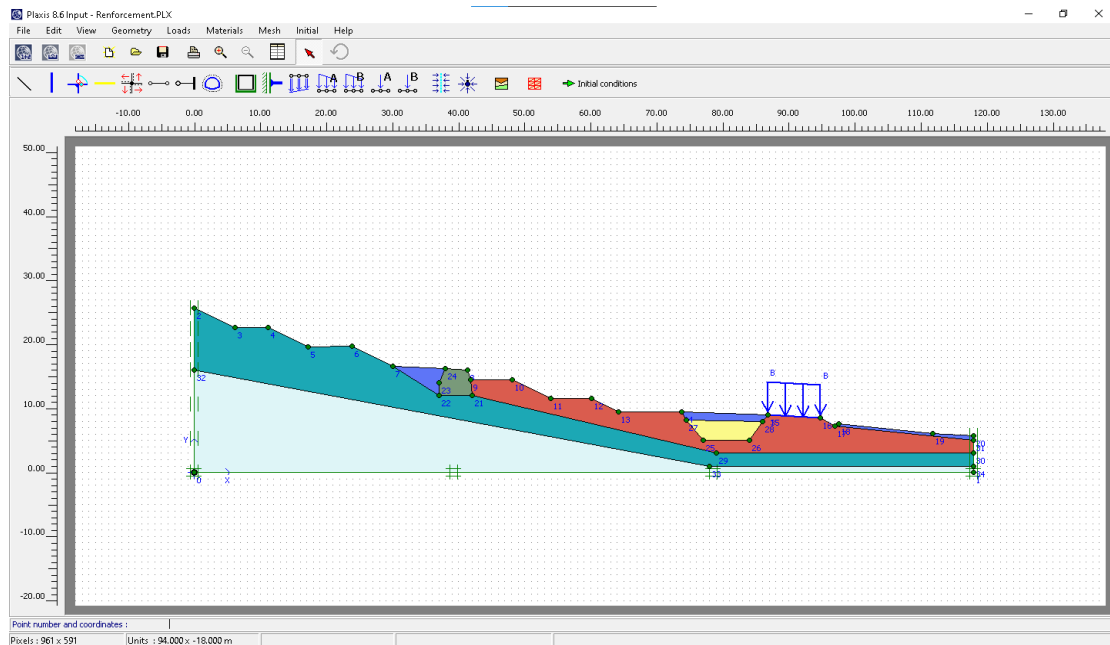 Plaxis 8.6 Input - Renforcement.PLX
File Edit View Geometry Loads Materials Mesh Initial Help
A B A B Initial conditions
-10.00 0.00 10.00 20.00 30.00 40.00 50.00 60.00 70.00 80.00 90.00 100.00 110.00 120.00 130.00
50.00
40.00
30.00
2
3 4
20.00
5 6
32 7 24
B B
23 9 10
10.00
22 21 11 12
13 27 28 15 16 17 19
Y 25 26
29 30
0.00
0 X 33 34 1
-10.00
-20.00
Point number and coordinates :
Pixels : 961 x 591 Units : 94.000 x -18.000 m